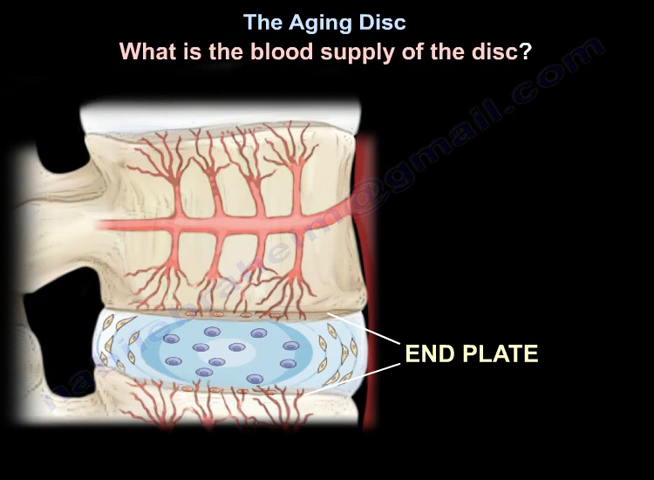 The Aging Disc
What is the blood supply of the disc?
END PLATE